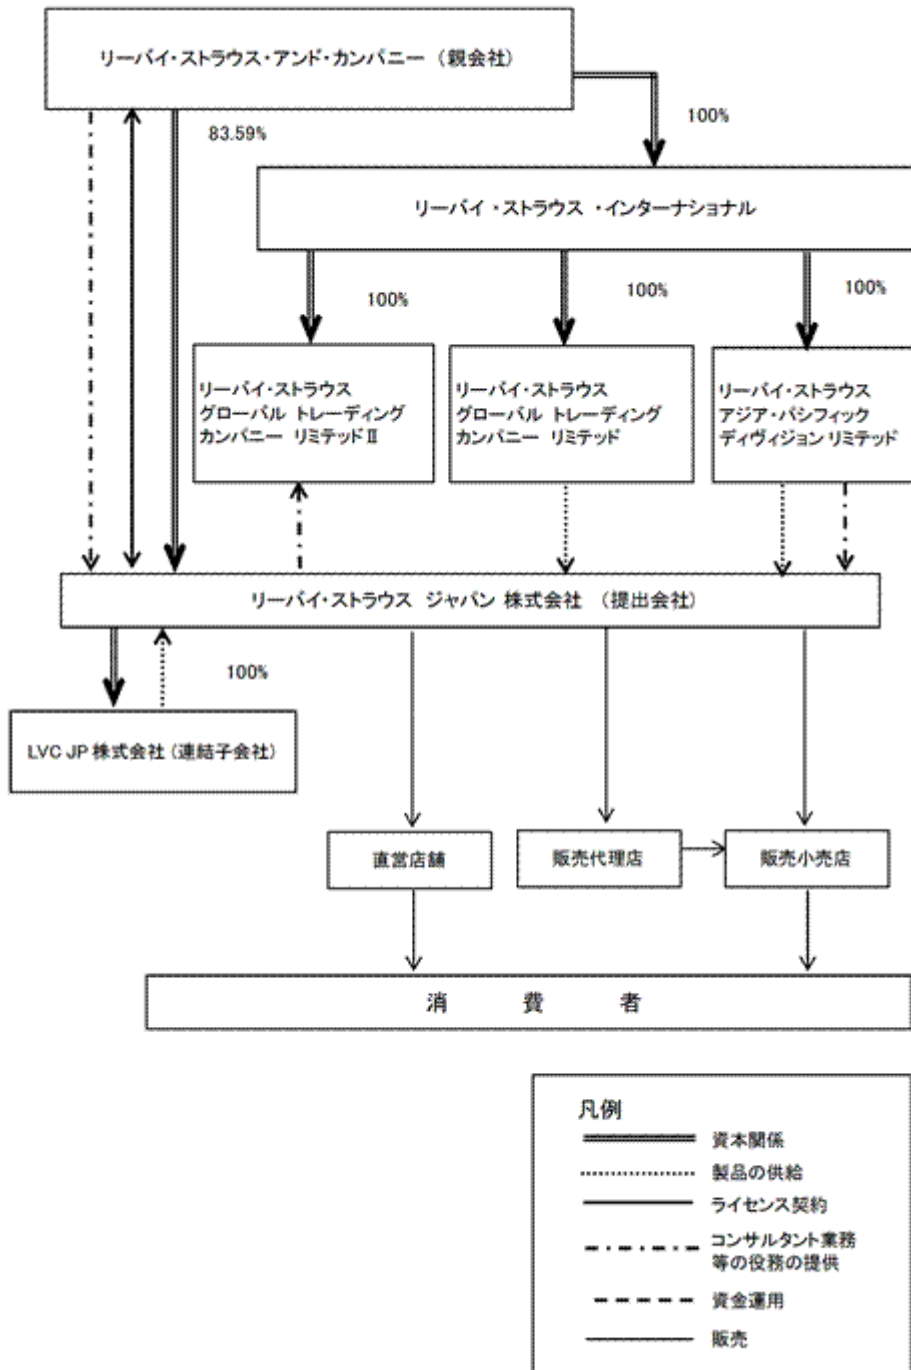 リーバイ・ストラウス・アンド・カンパニー （親会社）
83.59%
100%
リーバイ ・ストラウス ・インターナショナル
100%
100%
100%
リーバイ・ストラウス
グローバル トレーディング
カンパニー リミテッドⅡ
リーバイ・ストラウス
グローバル トレーディング
カンパニー リミテッド
リーバイ・ストラウス
アジア・パシフィック
ディヴィジョン リミテッド
リーバイ・ストラウス ジャパン 株式会社 （提出会社）
100%
LVC JP 株式会社 (連結子会社)
直営店舗
販売代理店
販売小売店
消 費 者
凡例
資本関係
製品の供給
ライセンス契約
コンサルタント業務
等の役務の提供
資金運用
販売